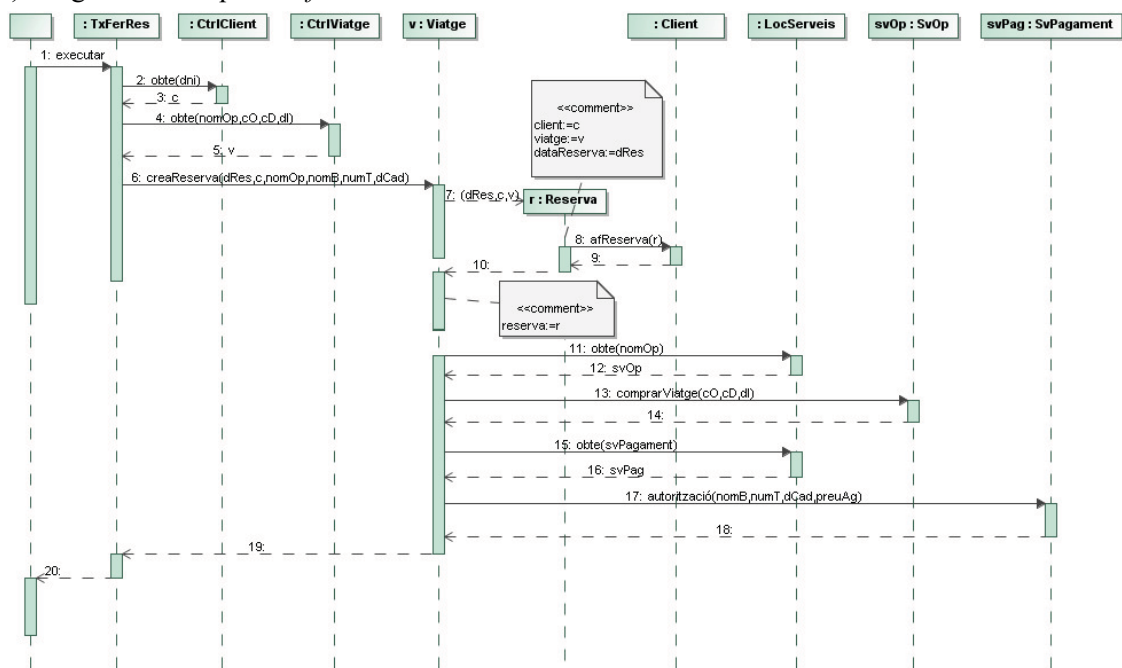 : TxFerRes
: CtrlClient
: CtrlViatge
v : Viatge
: Client
: LocServeis
svOp : SvOp
svPag : SvPagament
1: executar
2: obte(dni)
3: c
<<comment>>
client:=c
viatge:=v
dataReserva:=dRes
4: obte(nomOp,cO,cD,dI)
5: v
6: creaReserva(dRes,c,nomOp,nomB,numT,dCad)
7: (dRes,c,v)
r : Reserva
8: afReserva(r)
9:
10:
<<comment>>
reserva:=r
11: obte(nomOp)
12: svOp
13: comprarViatge(cO,cD,dI)
14:
15: obte(svPagament)
16: svPag
17: autorització(nomB,numT,dCad,preuAg)
18:
19:
20: